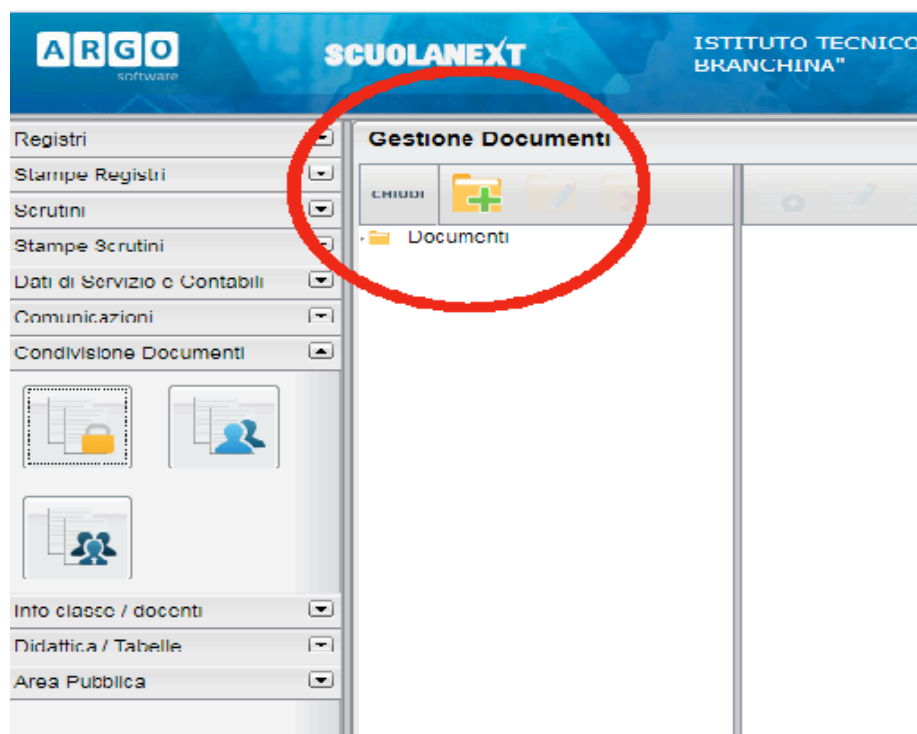 ARGO
software
SCUOLANEXT
ISTITUTO TECNICO
BRANCHINA"
Registri
Stampe Registri
Scrutini
Stampe Scrutini
Dati di Servizio e Contabili
Comunicazioni
Condivisione Documenti
Info classe / docenti
Didattica / Tabelle
Area Pubblica
Gestione Documenti
CHIUDI
Documenti